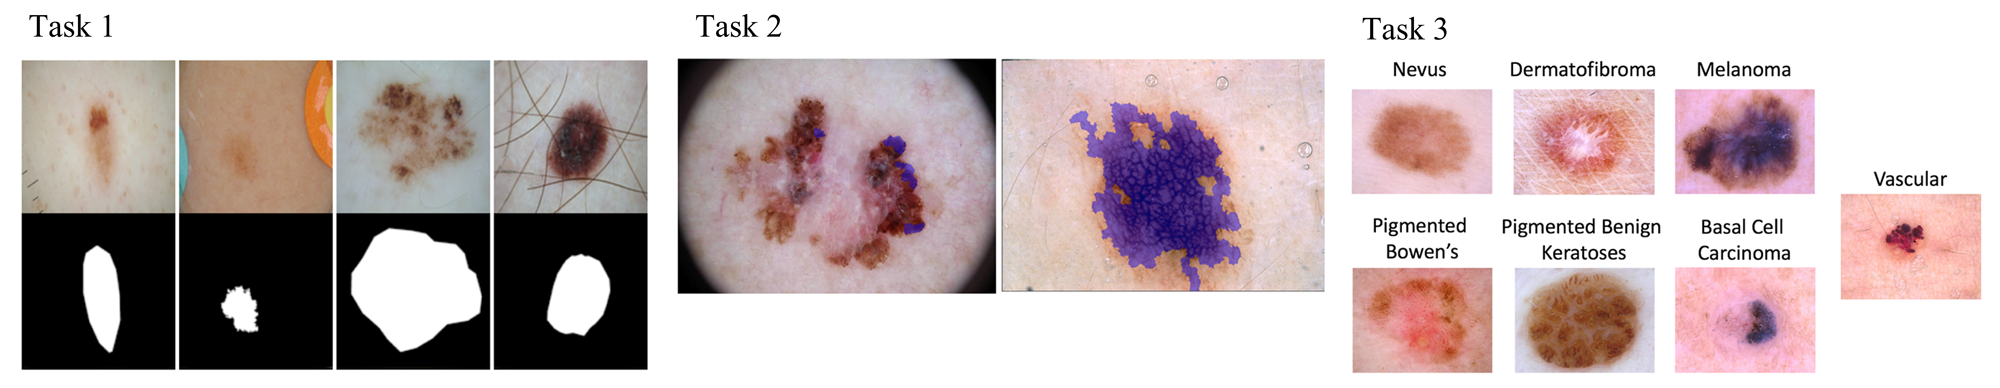 Task 1
Task 2
Task 3
Nevus
Dermatofibroma
Melanoma
Vascular
Pigmented
Bowen's
Pigmented Benign
Keratoses
Basal Cell
Carcinoma